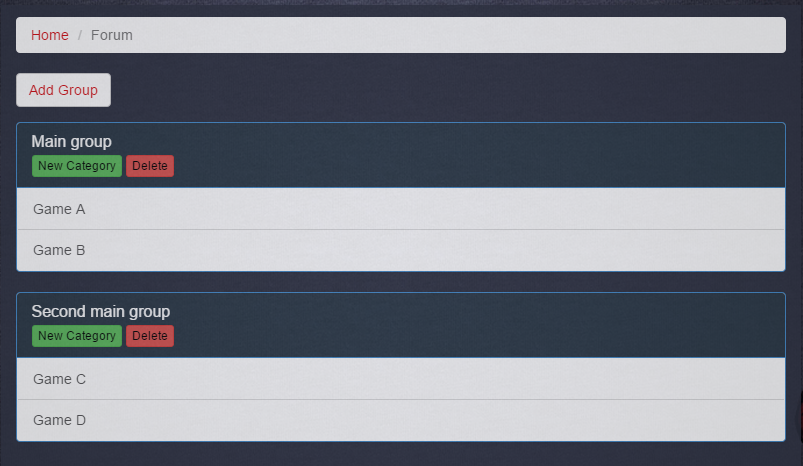 Home / Forum
Add Group
Main group
New Category Delete
Game A
Game B
Second main group
New Category Delete
Game C
Game D